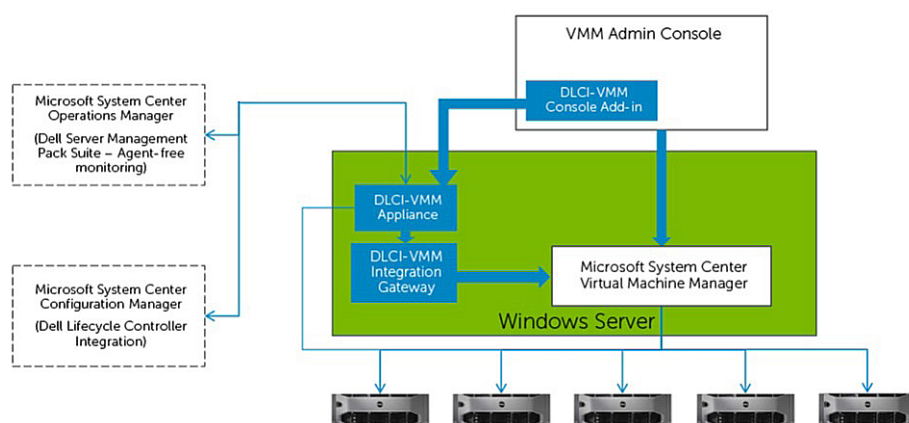 VMM Admin Console
DLCI-VMM
Console Add-in
Microsoft System Center
Operations Manager
(Dell Server Management
Pack Suite – Agent-free
monitoring)
DLCI-VMM
Appliance
DLCI-VMM
Integration
Gateway
Microsoft System Center
Virtual Machine Manager
Microsoft System Center
Configuration Manager
(Dell Lifecycle Controller
Integration)
Windows Server